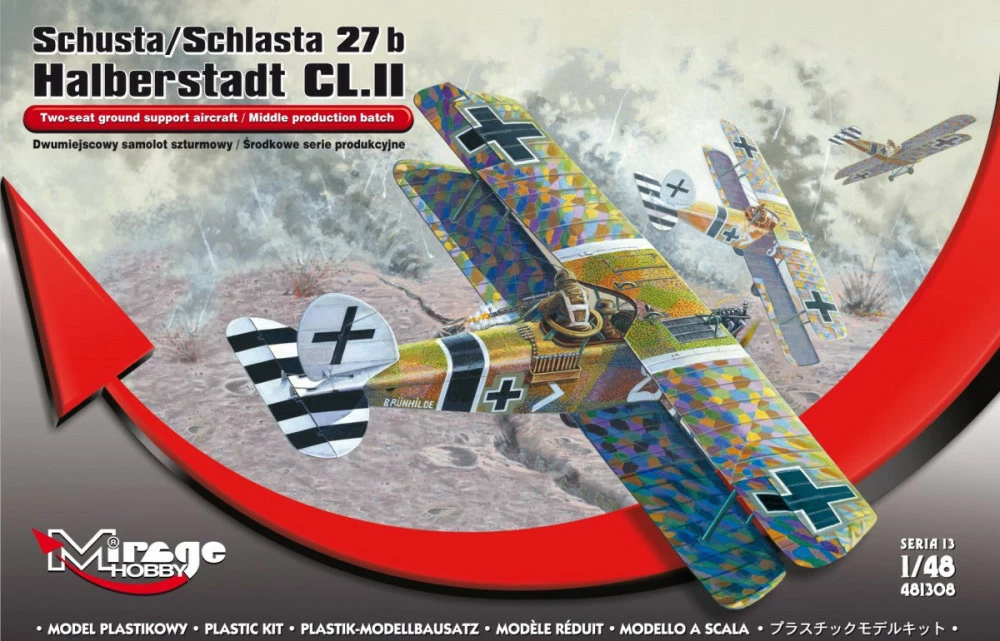 Schusta/Schlasta 27 b
Halberstadt CL.II
Two-seat ground support aircraft / Middle production batch
Dwumiejscowy samolot szturmowy / Środkowe serie produkcyjne
BRÜNHILDE
2
Mirage®
HOBBY
SERIA 13
1/48
481308
• MODEL PLASTIKOWY • PLASTIC KIT • PLASTIK-MODELLBAUSATZ • MODÈLE RÉDUIT • MODELLO A SCALA • プラスチックモデルキット •